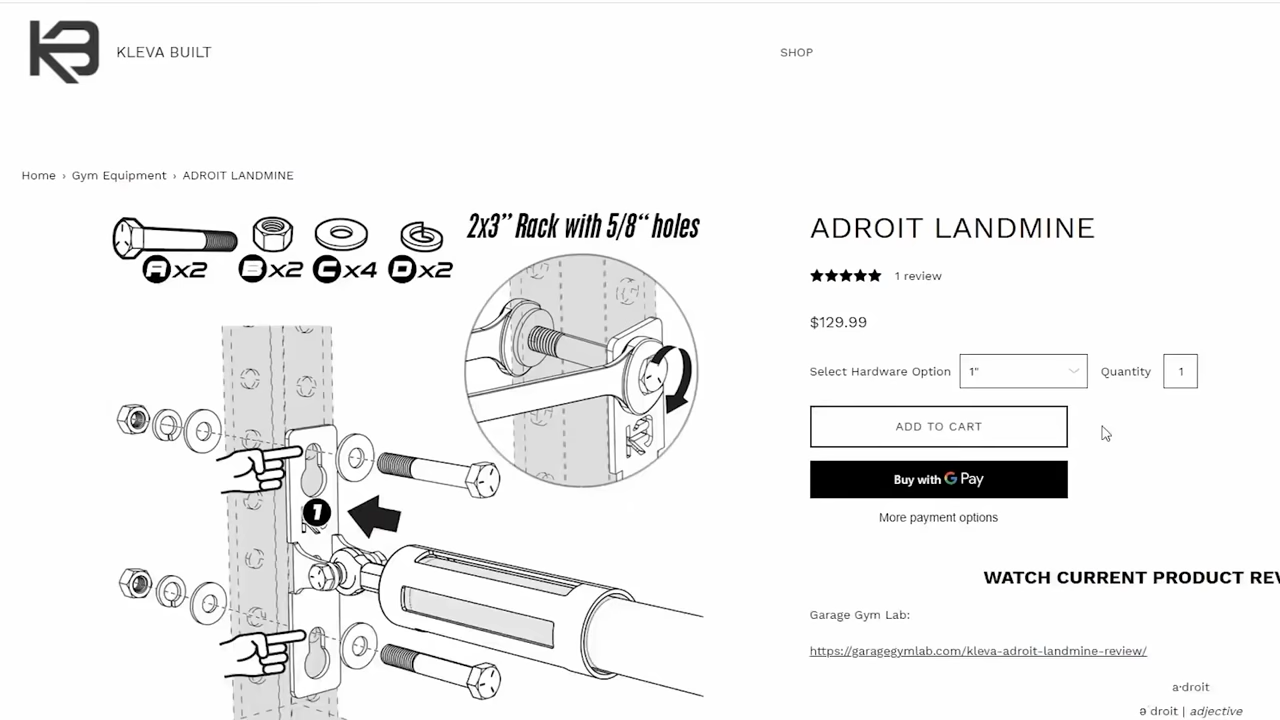 KB
KLEVA BUILT
SHOP
Home › Gym Equipment › ADROIT LANDMINE
A x2 B x2 C x4 D x2
2x3” Rack with 5/8“ holes
1
ADROIT LANDMINE
1 review
$129.99
Select Hardware Option 1" Quantity 1
ADD TO CART
Buy with G Pay
More payment options
WATCH CURRENT PRODUCT REV
Garage Gym Lab:
https://garagegymlab.com/kleva-adroit-landmine-review/
a·droit
əˈdroit | adjective